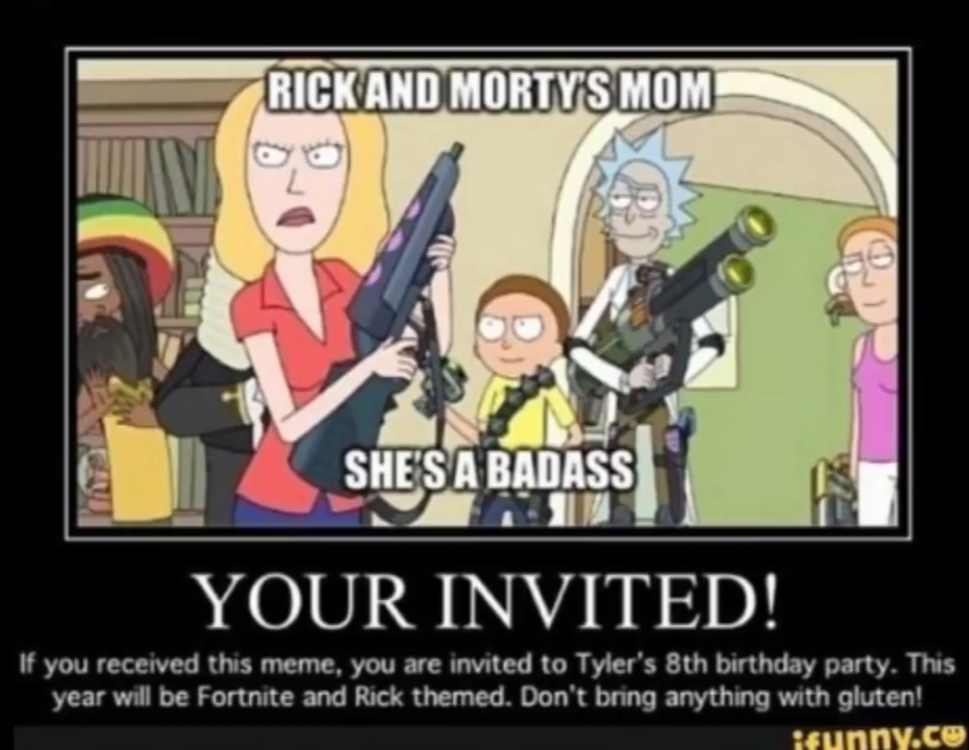 RICK AND MORTY'S MOM
SHE'S A BADASS
YOUR INVITED!
If you received this meme, you are invited to Tyler's 8th birthday party. This
year will be Fortnite and Rick themed. Don't bring anything with gluten!
ifunny.co